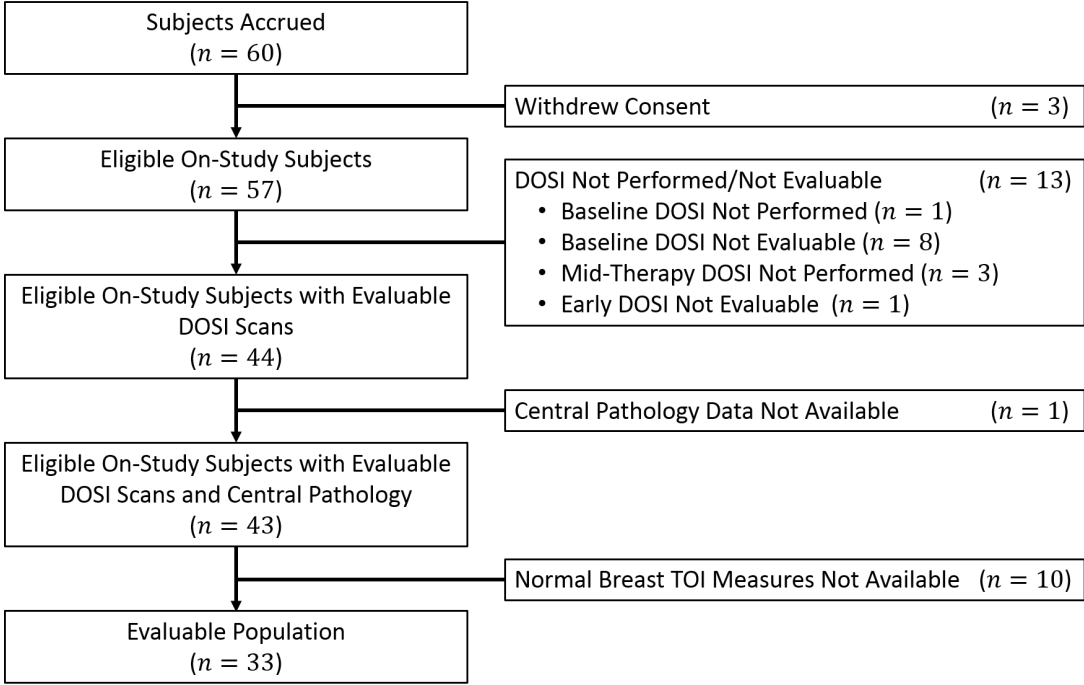 Subjects Accrued
(n = 60)
Withdrew Consent (n = 3)
Eligible On-Study Subjects
(n = 57)
DOSI Not Performed/Not Evaluable (n = 13)
• Baseline DOSI Not Performed (n = 1)
• Baseline DOSI Not Evaluable (n = 8)
• Mid-Therapy DOSI Not Performed (n = 3)
• Early DOSI Not Evaluable (n = 1)
Eligible On-Study Subjects with Evaluable
DOSI Scans
(n = 44)
Central Pathology Data Not Available (n = 1)
Eligible On-Study Subjects with Evaluable
DOSI Scans and Central Pathology
(n = 43)
Normal Breast TOI Measures Not Available (n = 10)
Evaluable Population
(n = 33)